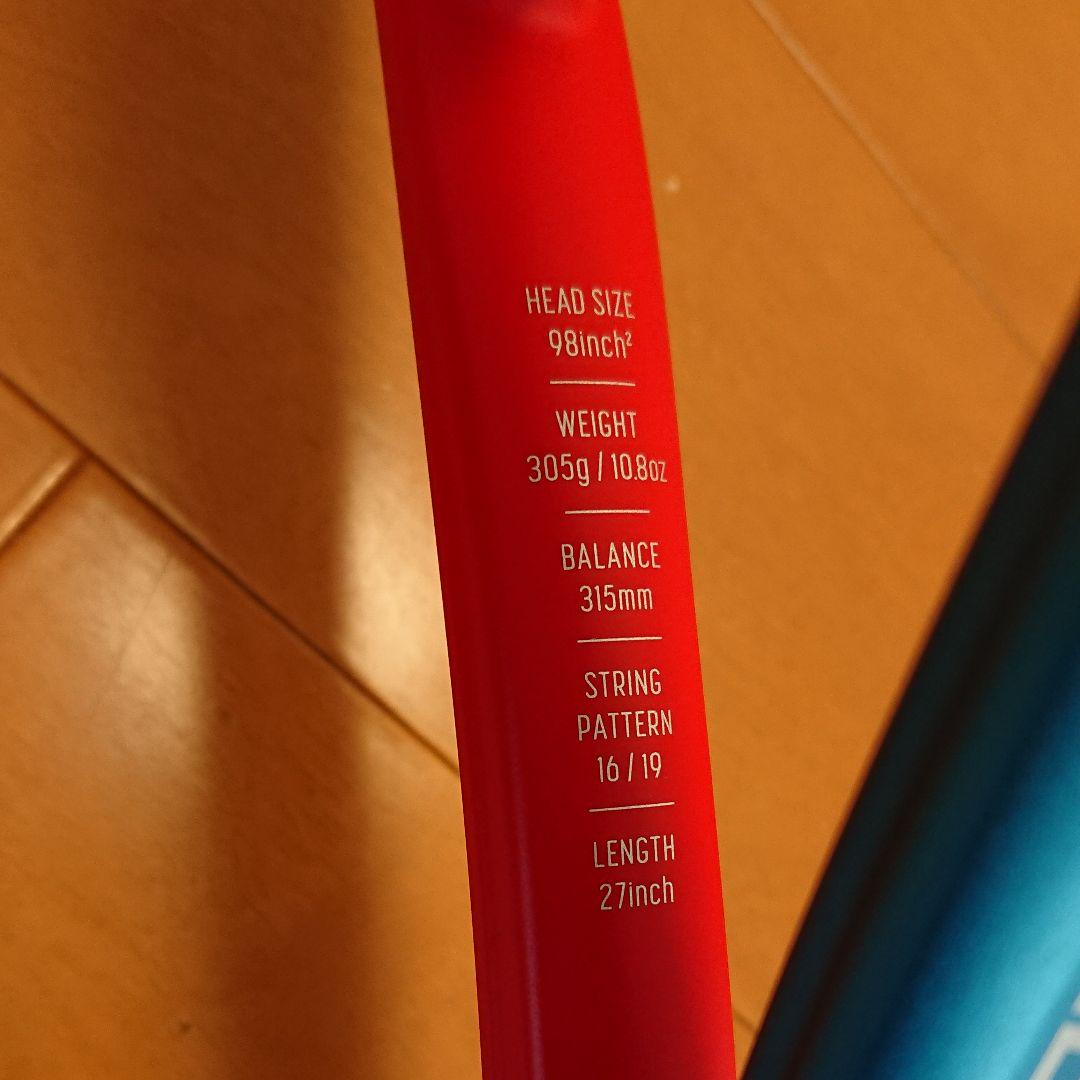 HEAD SIZE
98inch²
WEIGHT
305g / 10.8oz
BALANCE
315mm
STRING
PATTERN
16 / 19
LENGTH
27inch